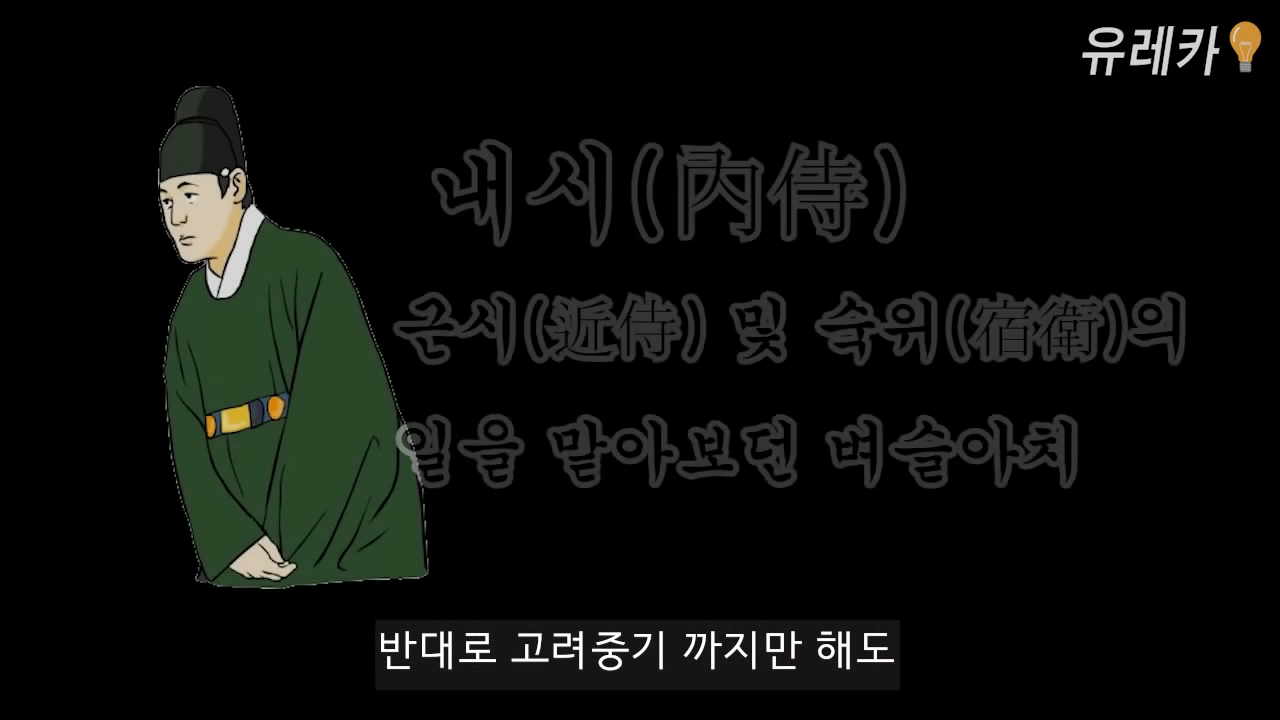 유레카
내시(内侍)
근시(近侍) 및 숙위(宿衛)의
일을 맡아보던 벼슬아치
반대로 고려중기 까지만 해도